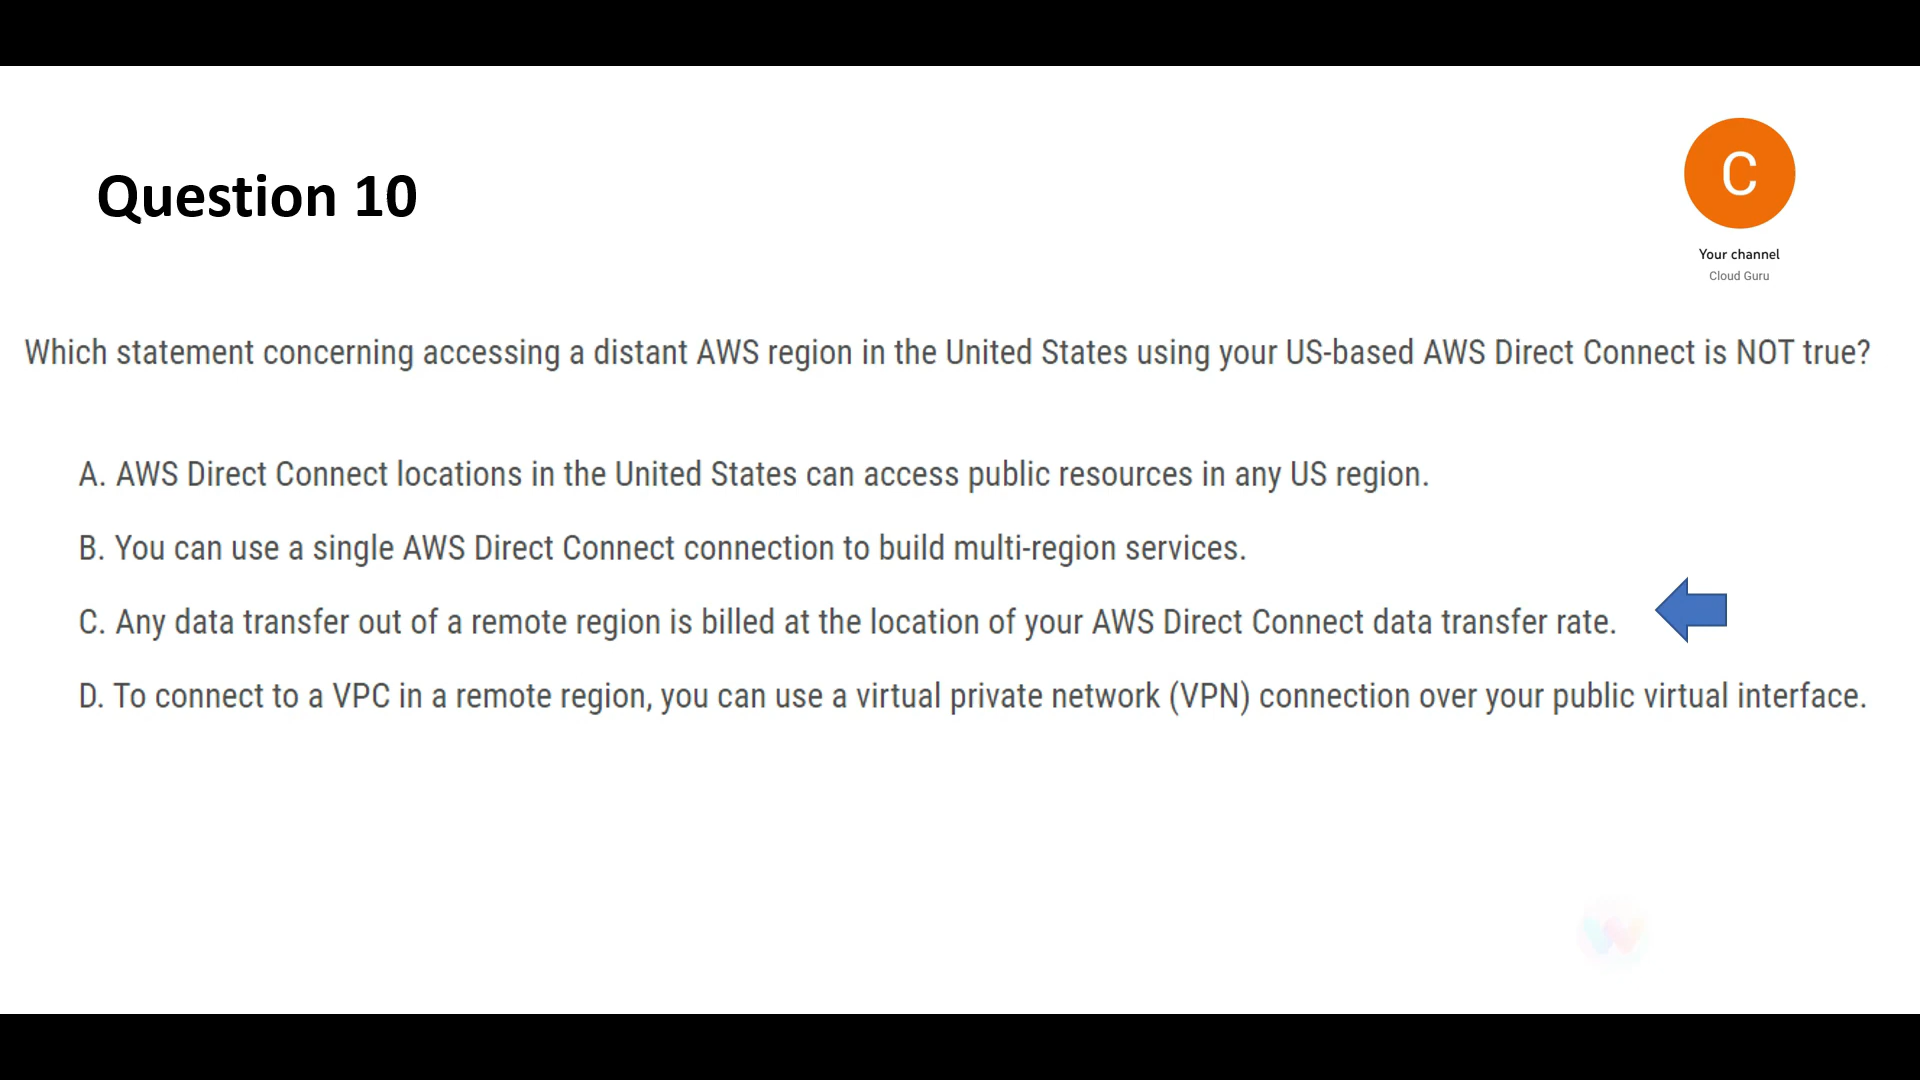 C
Question 10
Your channel
Cloud Guru
Which statement concerning accessing a distant AWS region in the United States using your US-based AWS Direct Connect is NOT true?
A. AWS Direct Connect locations in the United States can access public resources in any US region.
B. You can use a single AWS Direct Connect connection to build multi-region services.
C. Any data transfer out of a remote region is billed at the location of your AWS Direct Connect data transfer rate.
D. To connect to a VPC in a remote region, you can use a virtual private network (VPN) connection over your public virtual interface.
W